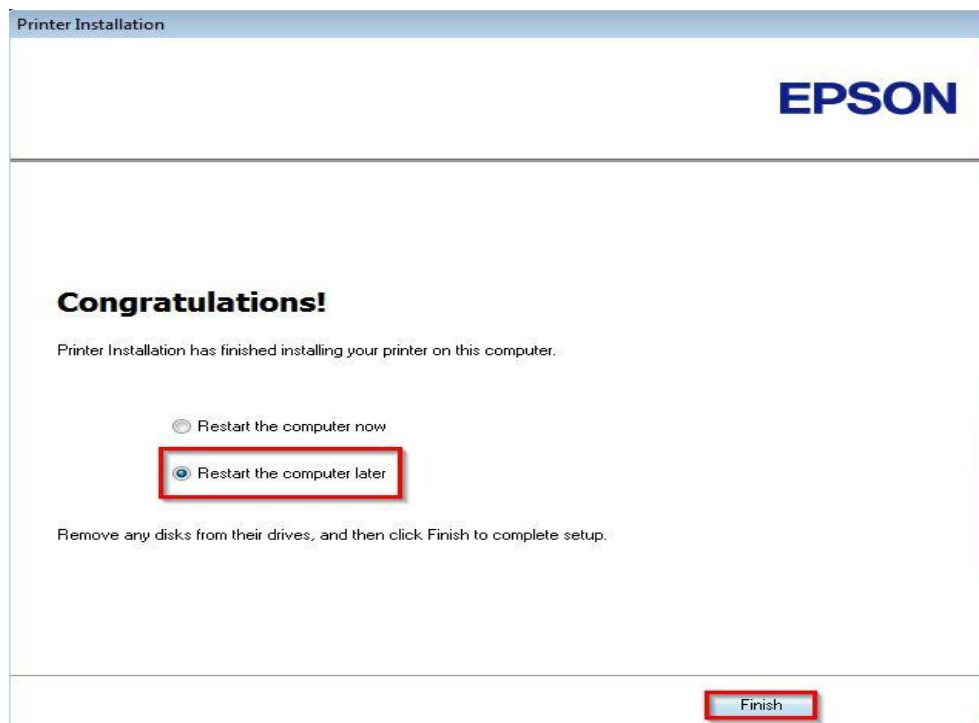 Printer Installation
EPSON
Congratulations!
Printer Installation has finished installing your printer on this computer.
Restart the computer now
Restart the computer later
Remove any disks from their drives, and then click Finish to complete setup.
Finish